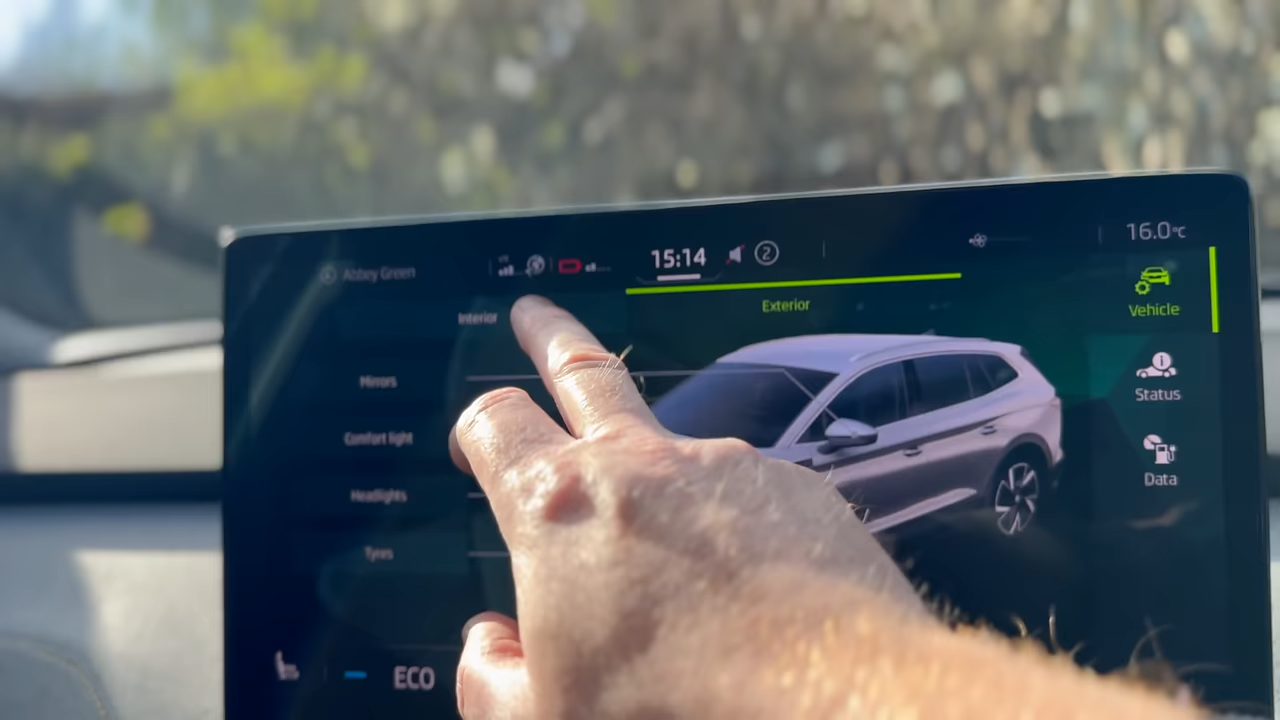 Abbey Green
15:14
2
16.0°C
Interior
Exterior
Vehicle
Mirrors
Status
Comfort light
Data
Headlights
Tyres
ECO